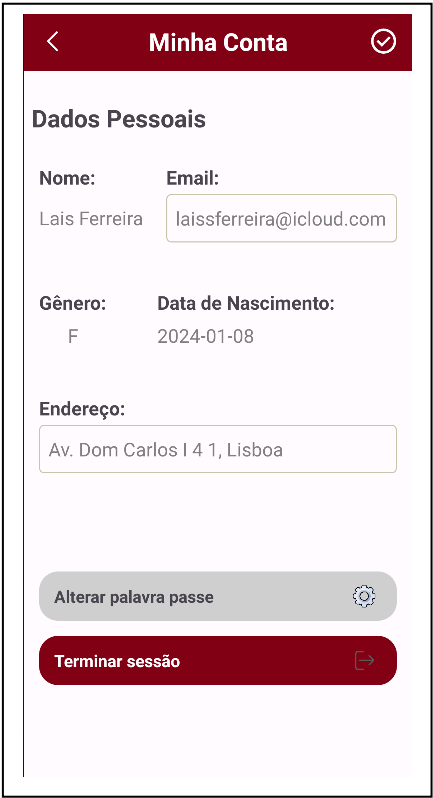 Minha Conta
Dados Pessoais
Nome: Email:
Lais Ferreira laissferreira@icloud.com
Gênero: Data de Nascimento:
F 2024-01-08
Endereço:
Av. Dom Carlos I 4 1, Lisboa
Alterar palavra passe
Terminar sessão